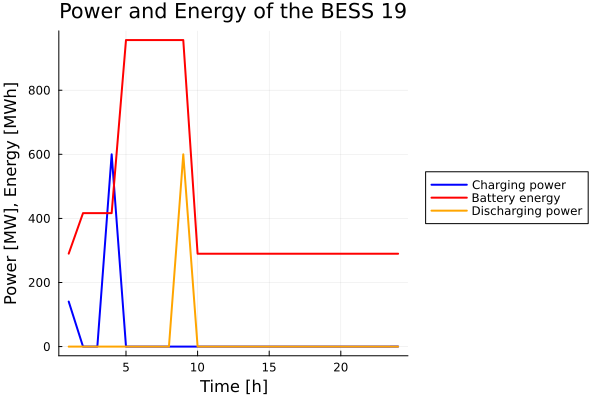 Power and Energy of the BESS 19
Power [MW], Energy [MWh]
800
600
400
200
0
5
10
15
20
Time [h]
Charging power
Battery energy
Discharging power